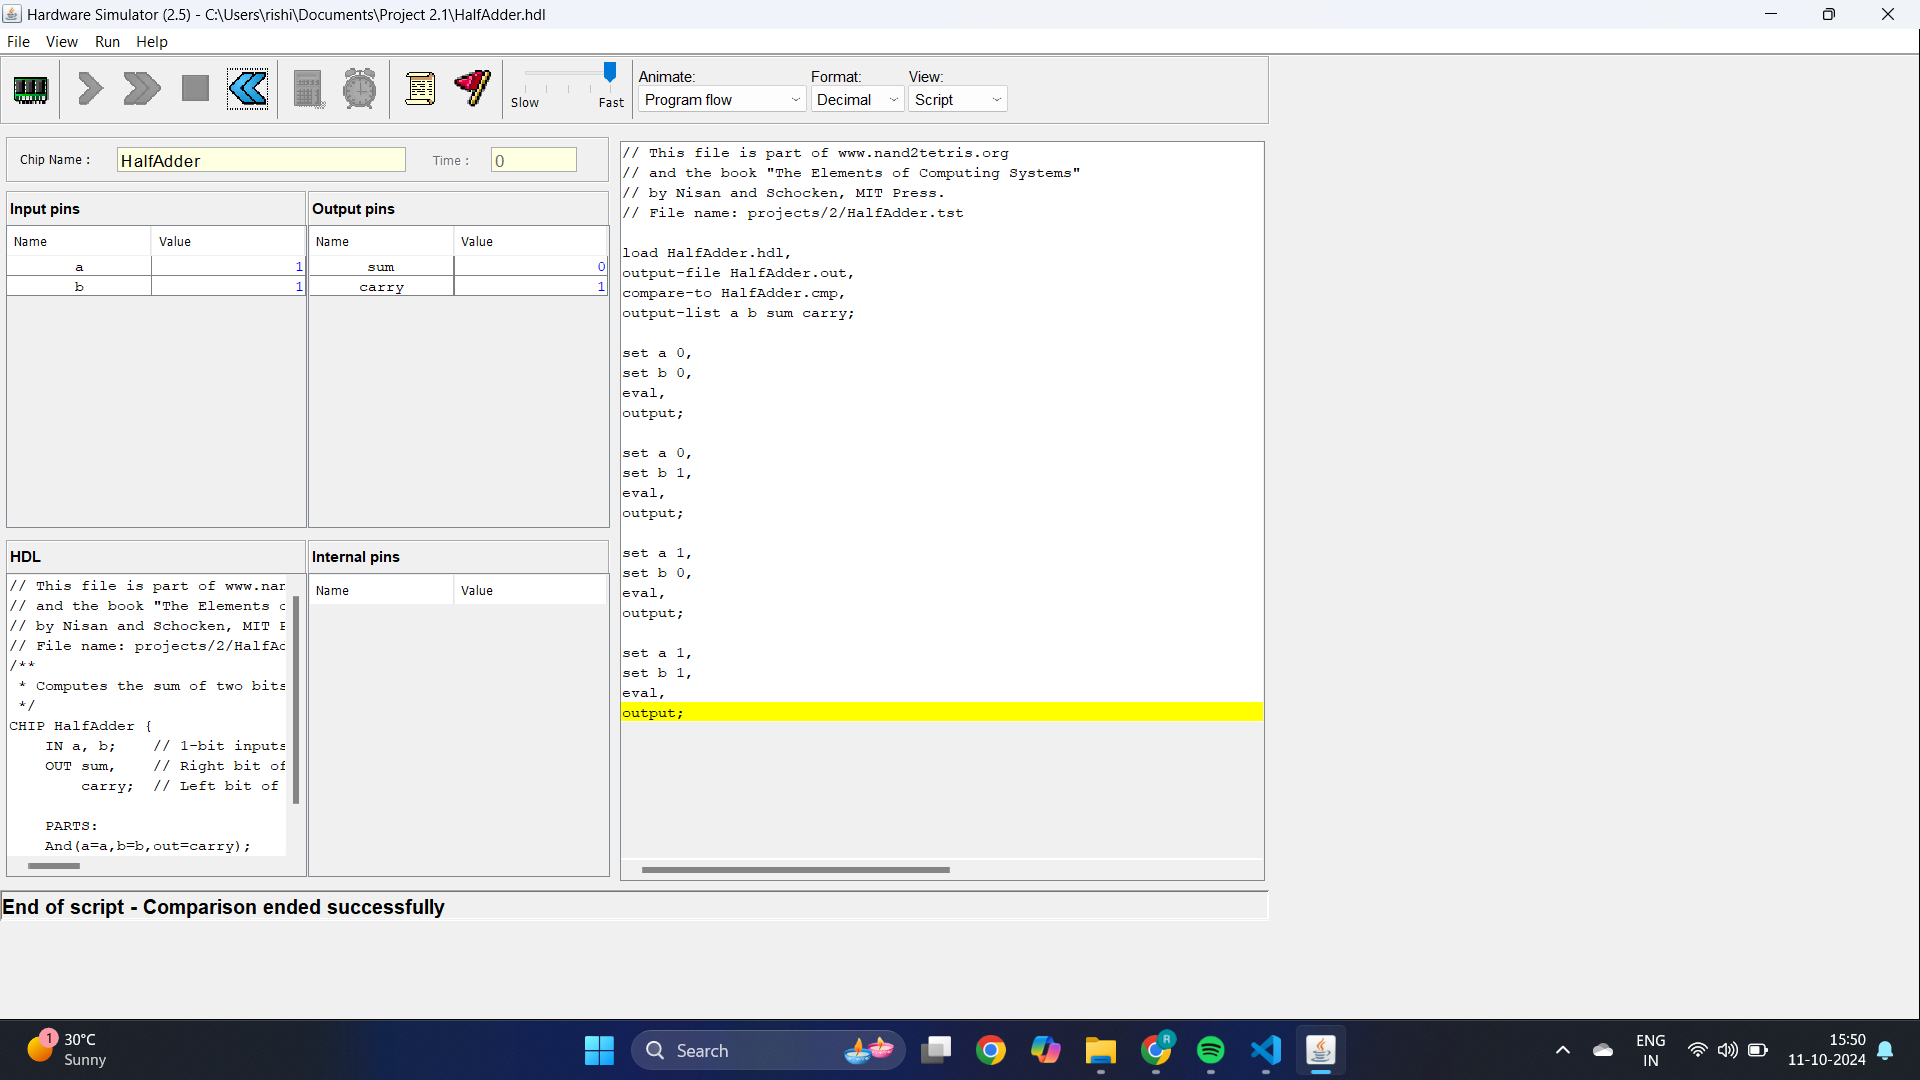 Hardware Simulator (2.5) - C:\Users\rishi\Documents\Project 2.1\HalfAdder.hdl
File View Run Help
Slow Fast
Animate: Format: View:
Program flow Decimal Script
Chip Name : HalfAdder Time : 0
Input pins
Name Value
a 1
b 1
Output pins
Name Value
sum 0
carry 1
HDL
// This file is part of www.nan
// and the book "The Elements o
// by Nisan and Schocken, MIT P
// File name: projects/2/HalfAd
/**
* Computes the sum of two bits
*/
CHIP HalfAdder {
IN a, b; // 1-bit inputs
OUT sum, // Right bit of
carry; // Left bit of
PARTS:
And(a=a,b=b,out=carry);
Internal pins
Name Value
// This file is part of www.nand2tetris.org
// and the book "The Elements of Computing Systems"
// by Nisan and Schocken, MIT Press.
// File name: projects/2/HalfAdder.tst
load HalfAdder.hdl,
output-file HalfAdder.out,
compare-to HalfAdder.cmp,
output-list a b sum carry;
set a 0,
set b 0,
eval,
output;
set a 0,
set b 1,
eval,
output;
set a 1,
set b 0,
eval,
output;
set a 1,
set b 1,
eval,
output;
End of script - Comparison ended successfully
1
30°C
Sunny
Search
R
ENG
IN
15:50
11-10-2024